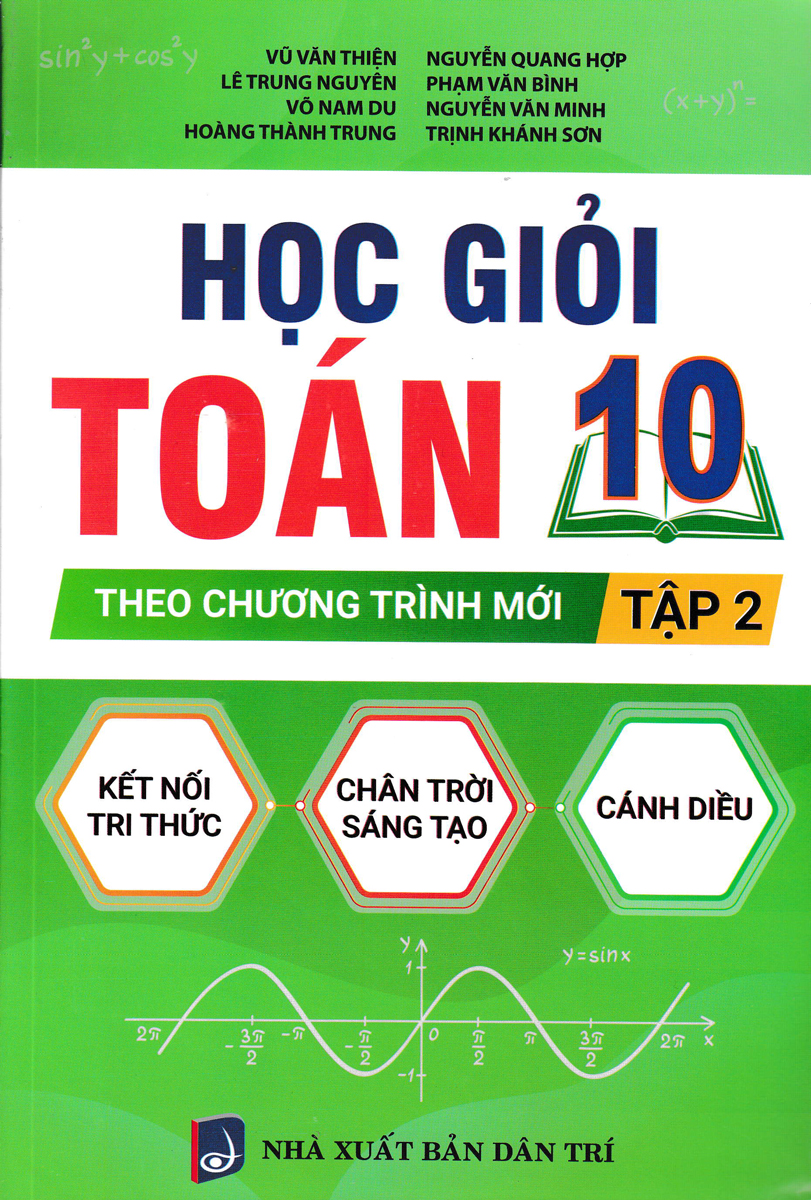 sin²y + cos²y
(x+y)ⁿ=
VŨ VĂN THIỆN
LÊ TRUNG NGUYÊN
VÕ NAM DU
HOÀNG THÀNH TRUNG
NGUYỄN QUANG HỢP
PHẠM VĂN BÌNH
NGUYỄN VĂN MINH
TRỊNH KHÁNH SƠN
HỌC GIỎI
TOÁN 10
THEO CHƯƠNG TRÌNH MỚI TẬP 2
KẾT NỐI
TRI THỨC
CHÂN TRỜI
SÁNG TẠO
CÁNH DIỀU
y
1
y=sinx
2π -3π/2 -π -π/2 0 π/2 π 3π/2 2π x
-1
NHÀ XUẤT BẢN DÂN TRÍ